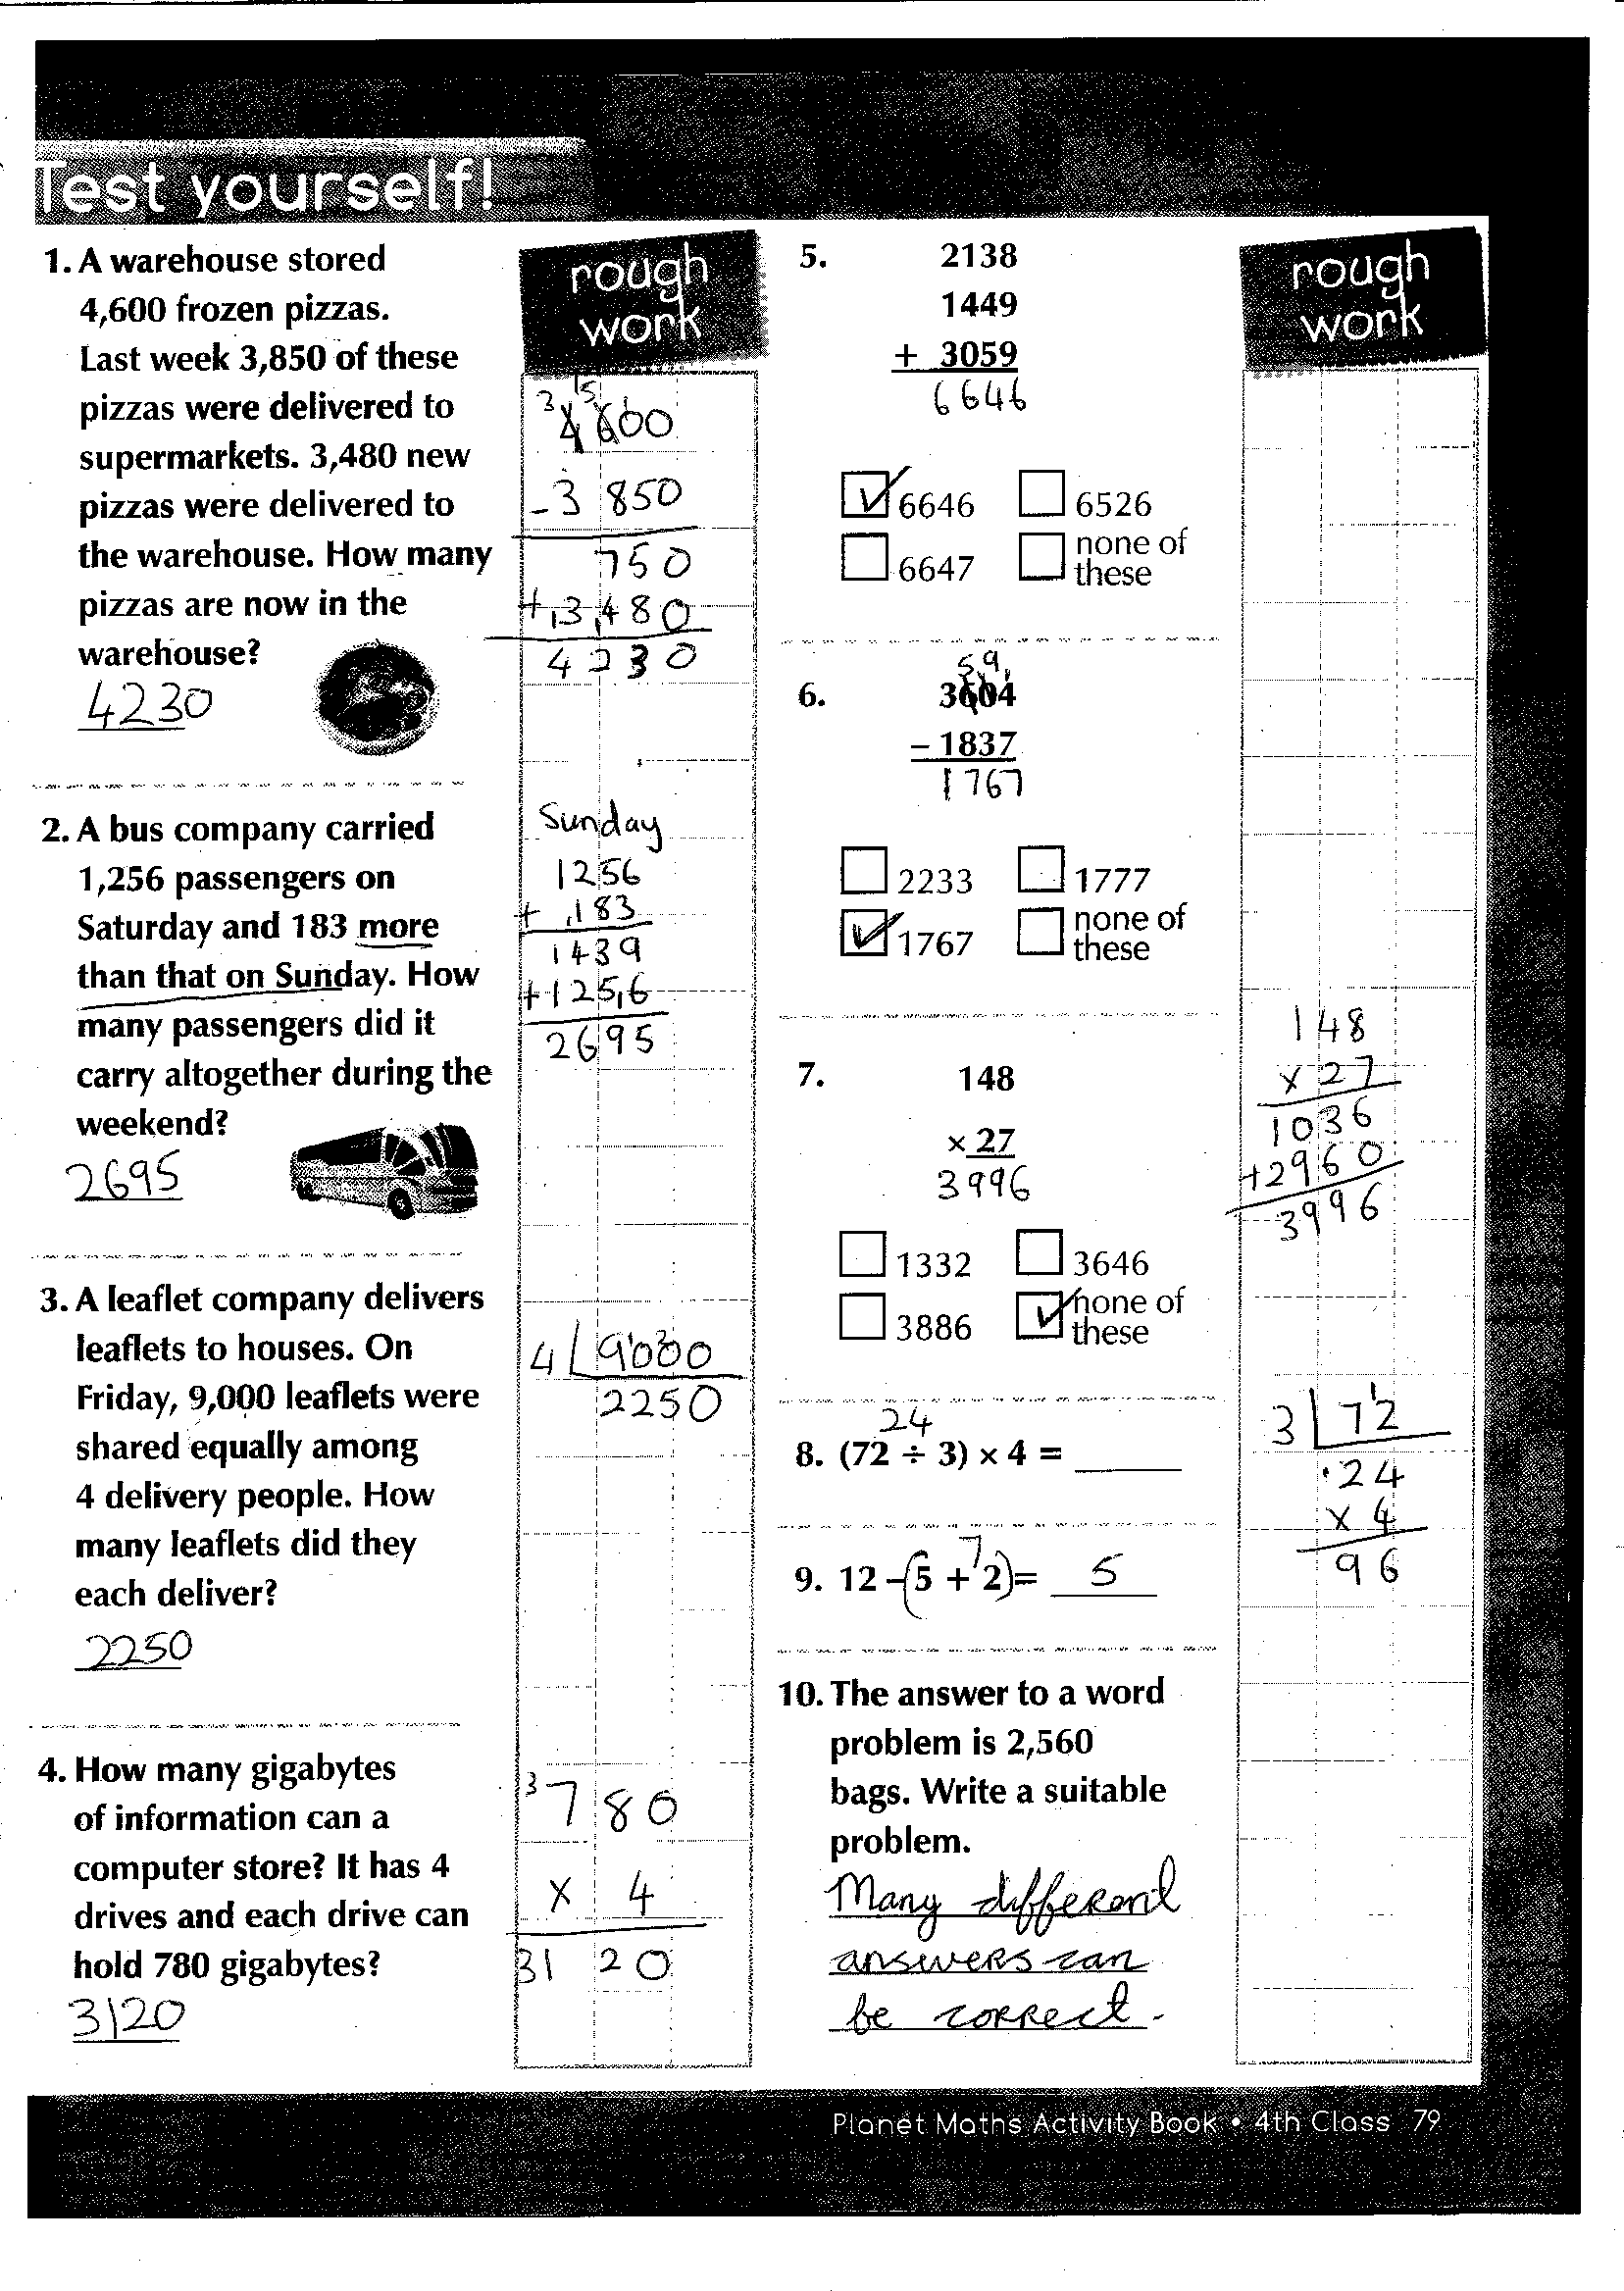 Test yourself!
1. A warehouse stored
4,600 frozen pizzas.
Last week 3,850 of these
pizzas were delivered to
supermarkets. 3,480 new
pizzas were delivered to
the warehouse. How many
pizzas are now in the
warehouse?
4230
rough
work
3 15 1
4600
- 3 850
750
+ 3,480
4230
2. A bus company carried
1,256 passengers on
Saturday and 183 more
than that on Sunday. How
many passengers did it
carry altogether during the
weekend?
2695
Sunday
1256
+ 183
1439
+1256
2695
3. A leaflet company delivers
leaflets to houses. On
Friday, 9,000 leaflets were
shared equally among
4 delivery people. How
many leaflets did they
each deliver?
2250
4 9000
2250
4. How many gigabytes
of information can a
computer store? It has 4
drives and each drive can
hold 780 gigabytes?
3120
3 780
x 4
3120
5. 2138
1449
+ 3059
6646
6646 6526
6647 none of
these
rough
work
6. 5 9 1
3604
– 1837
1767
2233 1777
1767 none of
these
7. 148
× 27
3996
1332 3646
3886 none of
these
148
x 27
1036
+2960
3996
24
8. (72 ÷ 3) × 4 =
3 72
24
x 4
96
7
9. 12 – (5 + 2) = 5
10. The answer to a word
problem is 2,560
bags. Write a suitable
problem.
Many different
answers can
be correct.
Planet Maths Activity Book • 4th Class 79